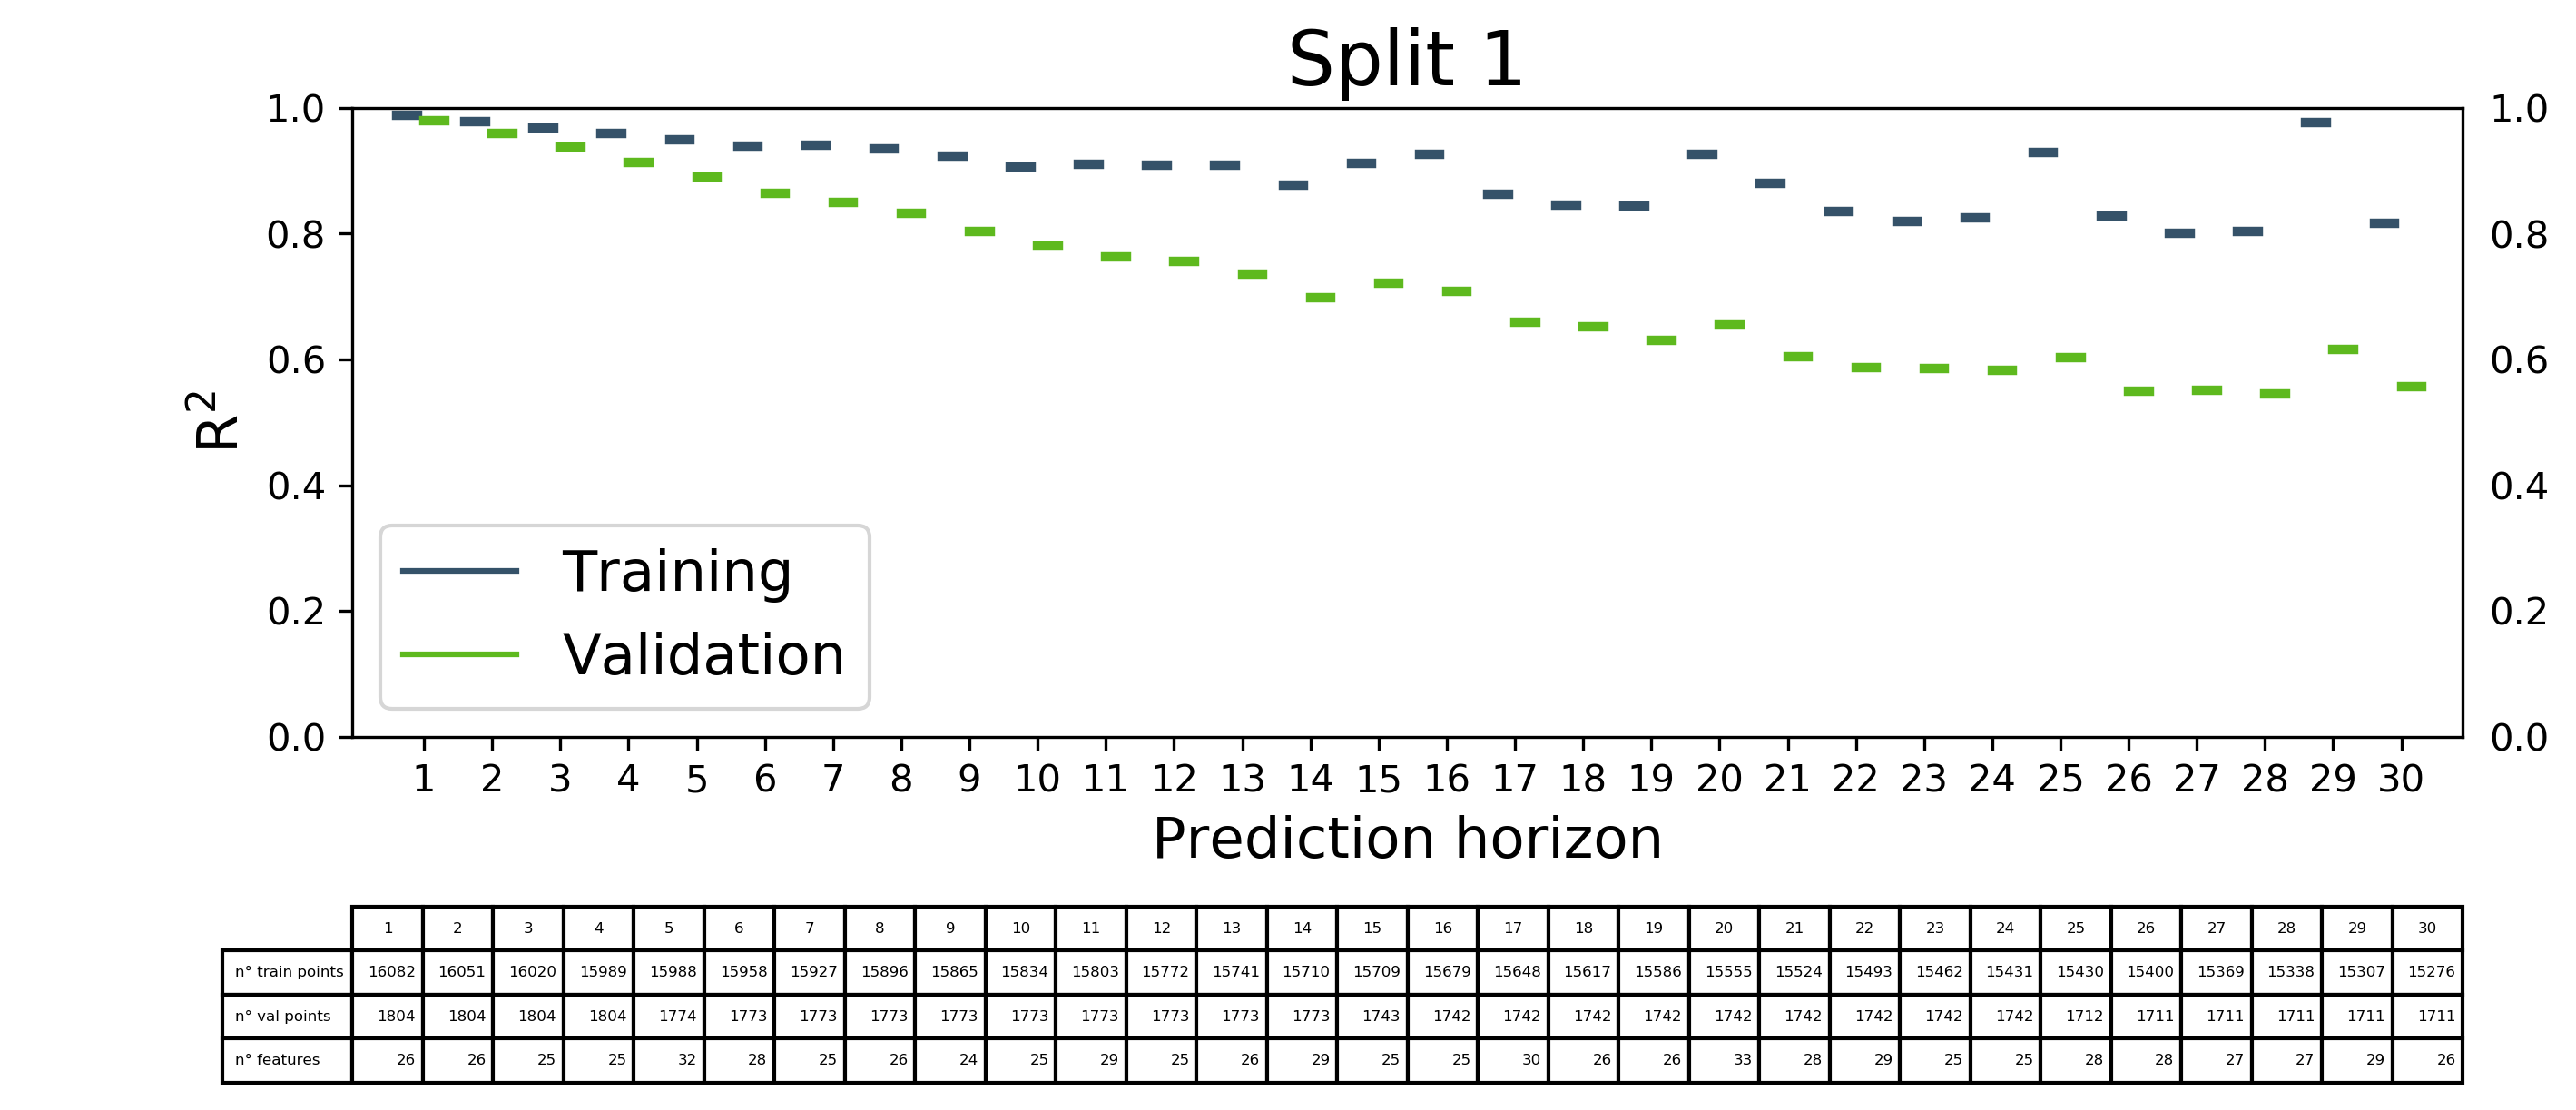 Split 1
1.0 1.0
0.8 0.8
0.6 0.6
R²
0.4 0.4
Training
0.2 0.2
Validation
0.0 0.0
1 2 3 4 5 6 7 8 9 10 11 12 13 14 15 16 17 18 19 20 21 22 23 24 25 26 27 28 29 30
Prediction horizon
1 2 3 4 5 6 7 8 9 10 11 12 13 14 15 16 17 18 19 20 21 22 23 24 25 26 27 28 29 30
n° train points 16082 16051 16020 15989 15988 15958 15927 15896 15865 15834 15803 15772 15741 15710 15709 15679 15648 15617 15586 15555 15524 15493 15462 15431 15430 15400 15369 15338 15307 15276
n° val points 1804 1804 1804 1804 1774 1773 1773 1773 1773 1773 1773 1773 1773 1773 1743 1742 1742 1742 1742 1742 1742 1742 1742 1742 1712 1711 1711 1711 1711 1711
n° features 26 26 25 25 32 28 25 26 24 25 29 25 26 29 25 25 30 26 26 33 28 29 25 25 28 28 27 27 29 26